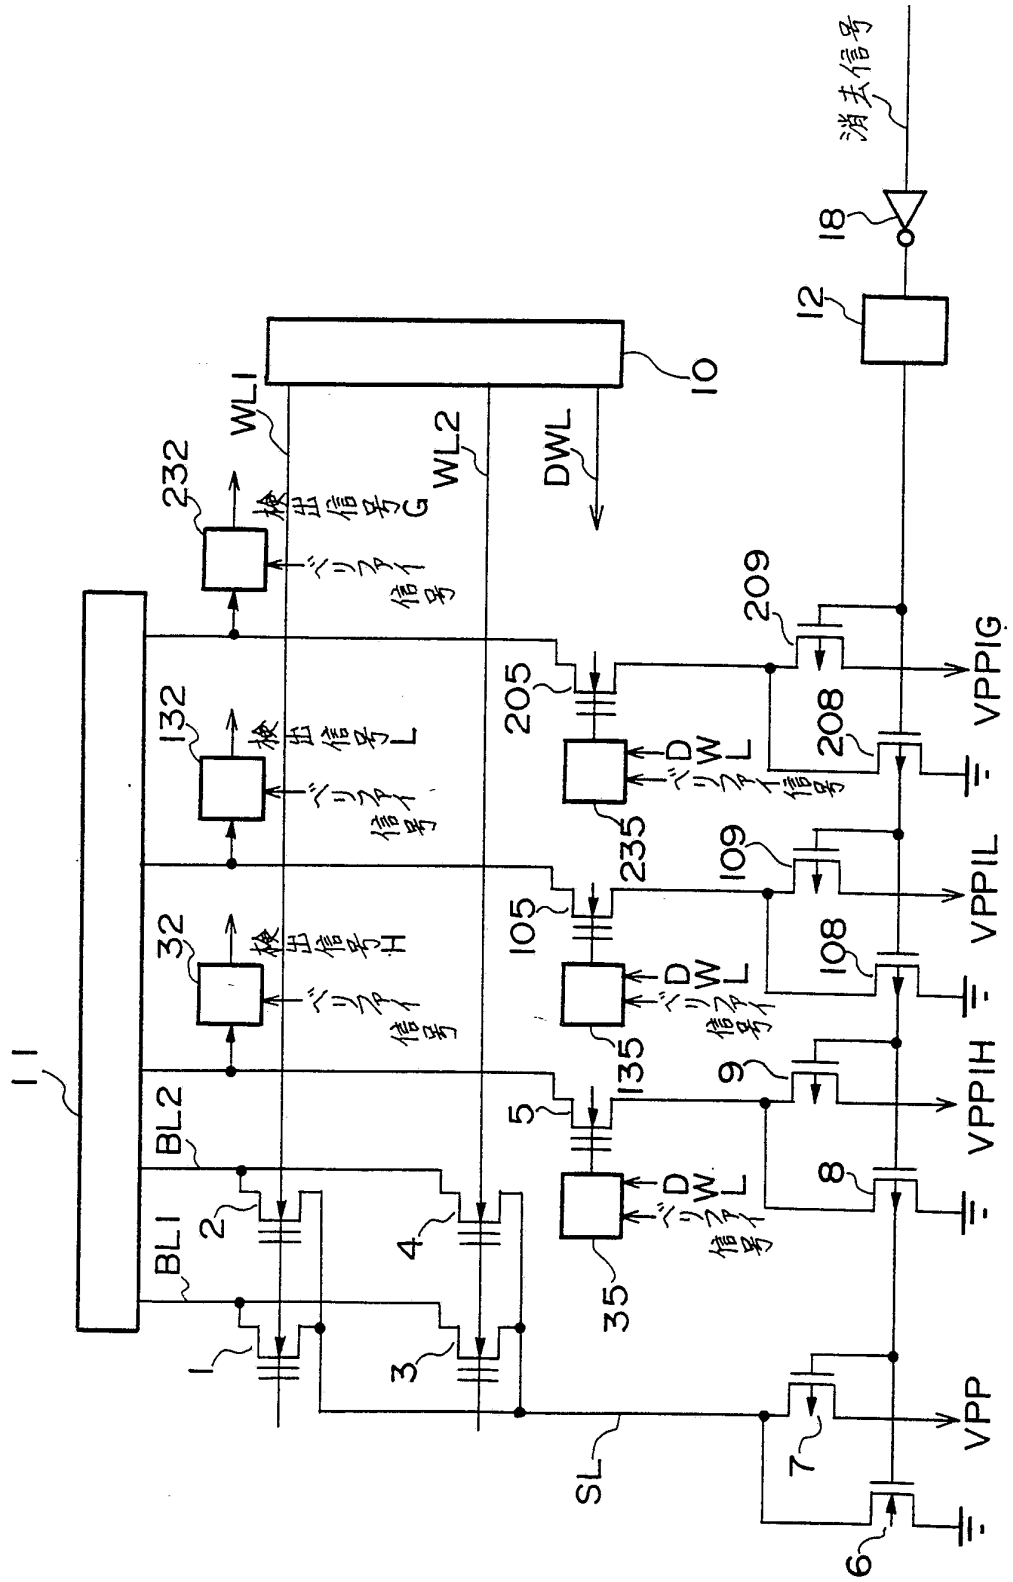 11
BL1
BL2
32
検出信号H
ベリファイ
信号
132
検出信号L
ベリファイ
信号
232
検出信号G
ベリファイ
信号
WL1
WL2
DWL
10
1
2
3
4
5
105
205
35
DWL
ベリファイ
信号
135
DWL
ベリファイ
信号
235
DWL
ベリファイ信号
SL
6
7
8
9
108
109
208
209
12
18
消去信号
VPP
VPPIH
VPPIL
VPPIG